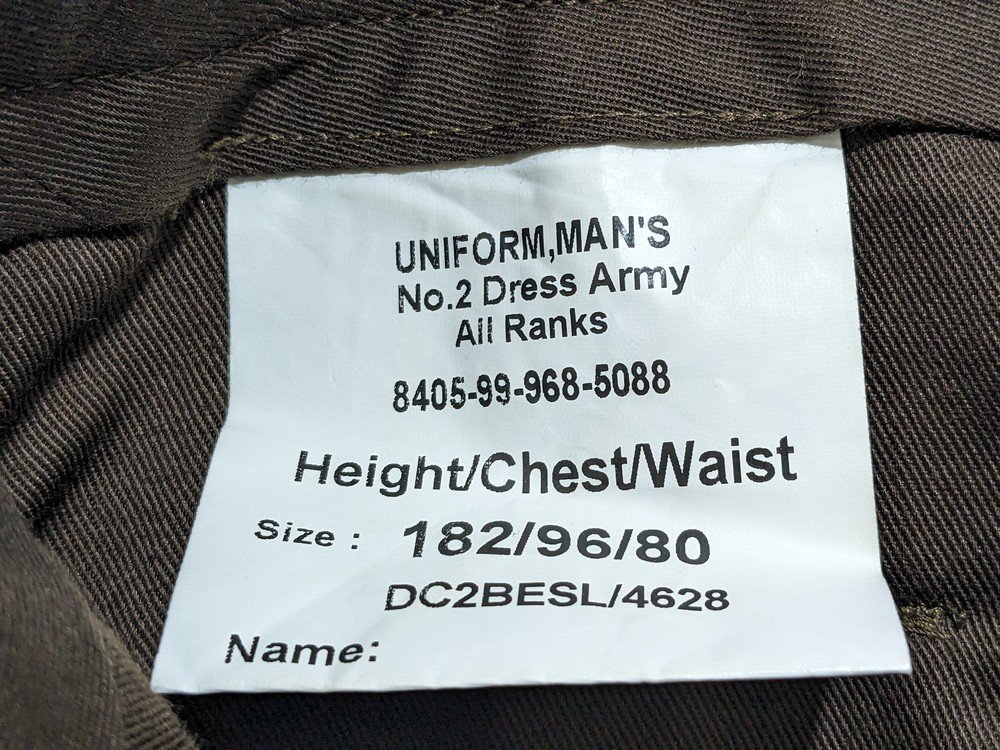 UNIFORM,MAN'S
No.2 Dress Army
All Ranks
8405-99-968-5088
Height/Chest/Waist
Size : 182/96/80
DC2BESL/4628
Name: